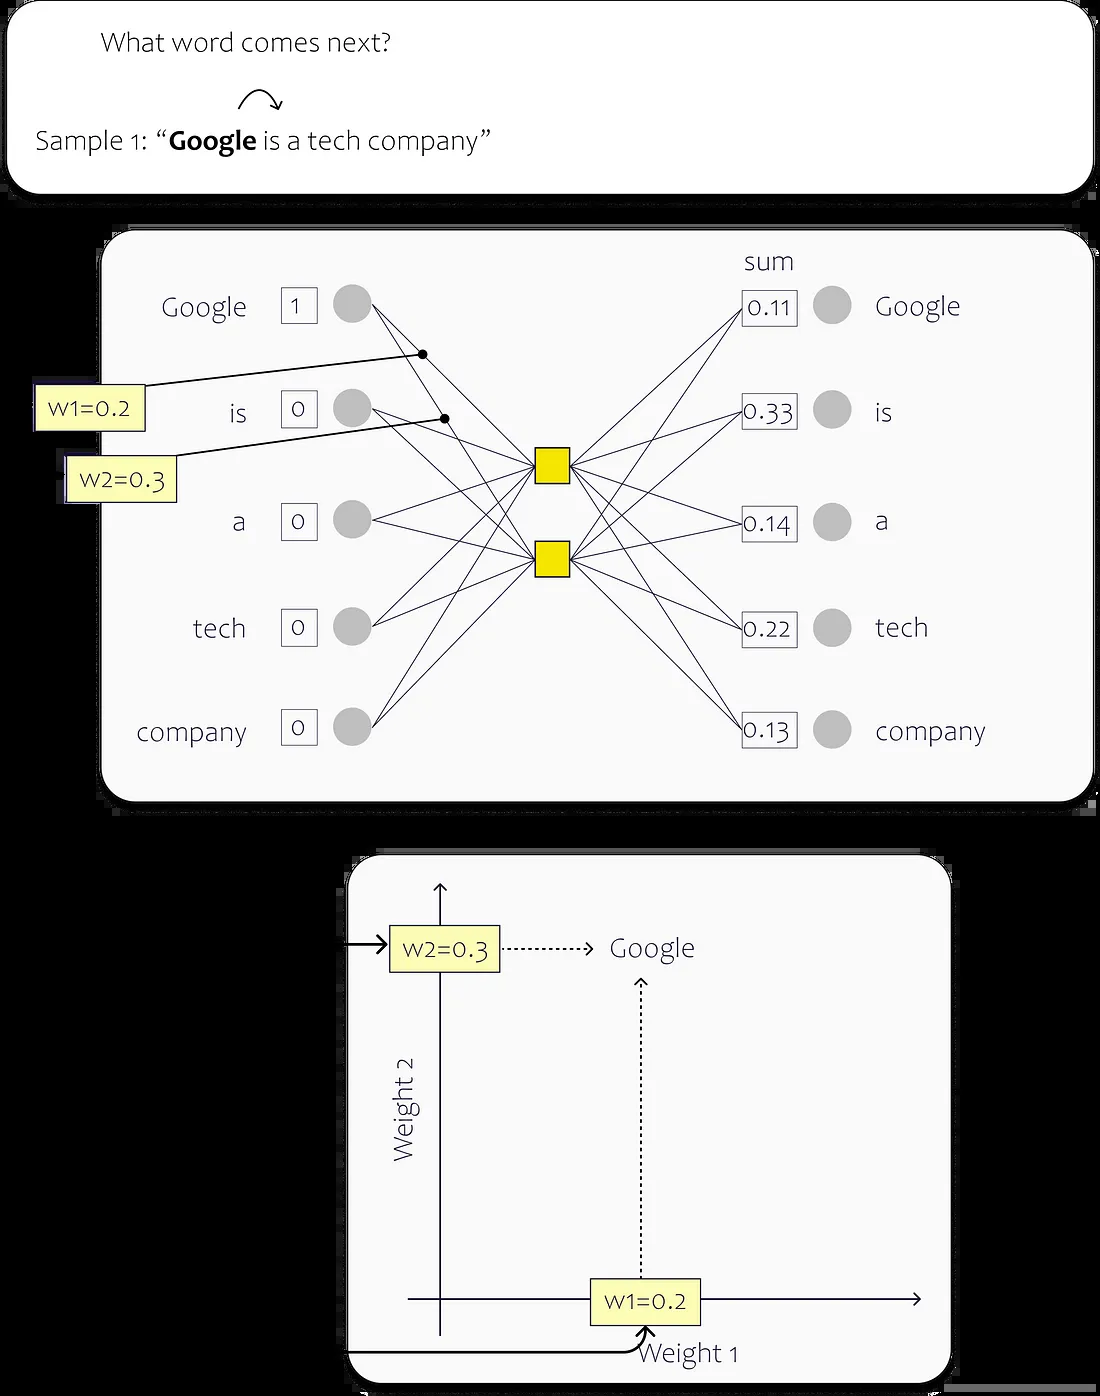 What word comes next?
Sample 1: “Google is a tech company”
sum
Google 1 0.11 Google
w1=0.2
is 0 0.33 is
w2=0.3
a 0 0.14 a
tech 0 0.22 tech
company 0 0.13 company
w2=0.3 Google
Weight 2
w1=0.2
Weight 1